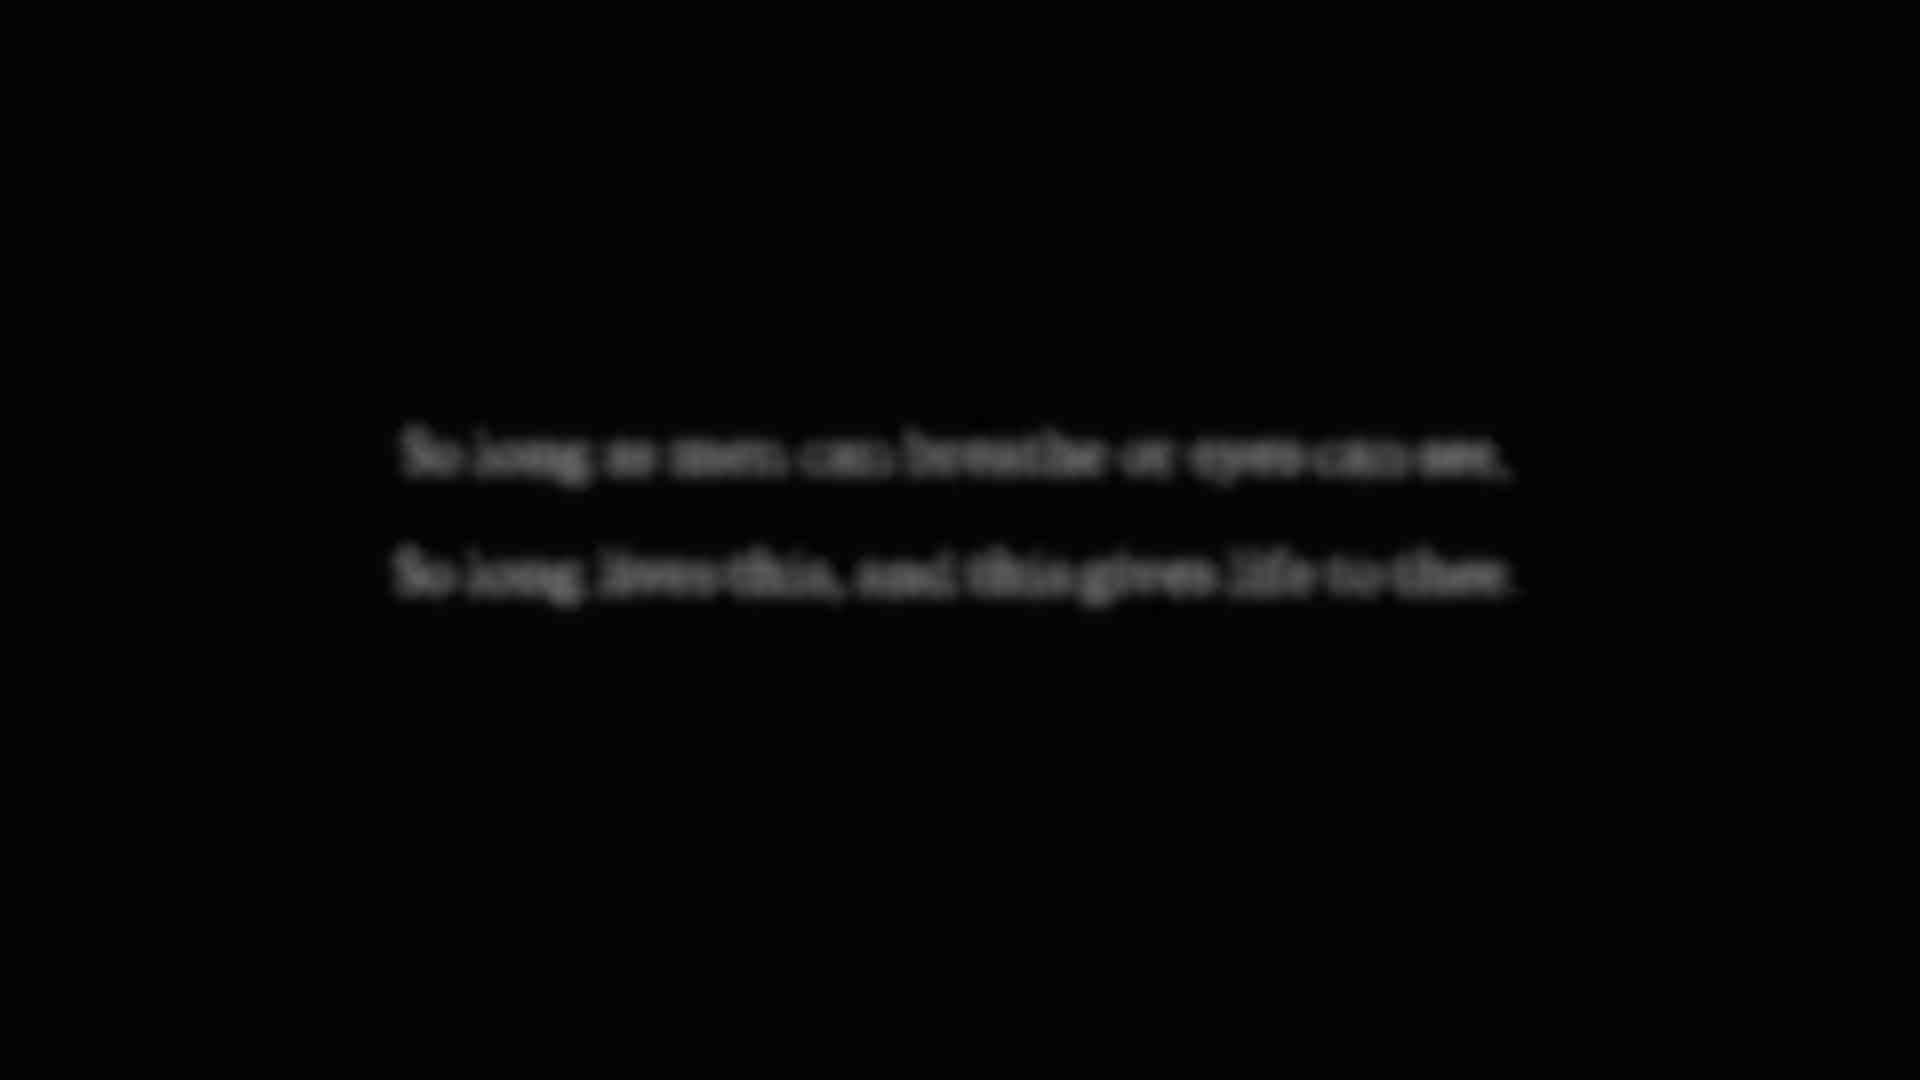 So long as men can breathe or eyes can see,
So long lives this, and this gives life to thee.